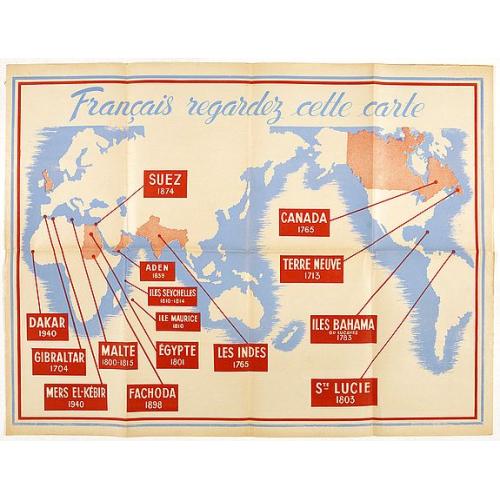 Français regardez cette carte
SUEZ
1874
CANADA
1765
TERRE NEUVE
1713
ADEN
1839
ILES SEYCHELLES
1810-1814
ILE MAURICE
1810
DAKAR
1940
GIBRALTAR
1704
MALTE
1800-1815
ÉGYPTE
1801
LES INDES
1765
ILES BAHAMA
OU LUCAYES
1783
MERS EL-KÉBIR
1940
FACHODA
1898
STE LUCIE
1803